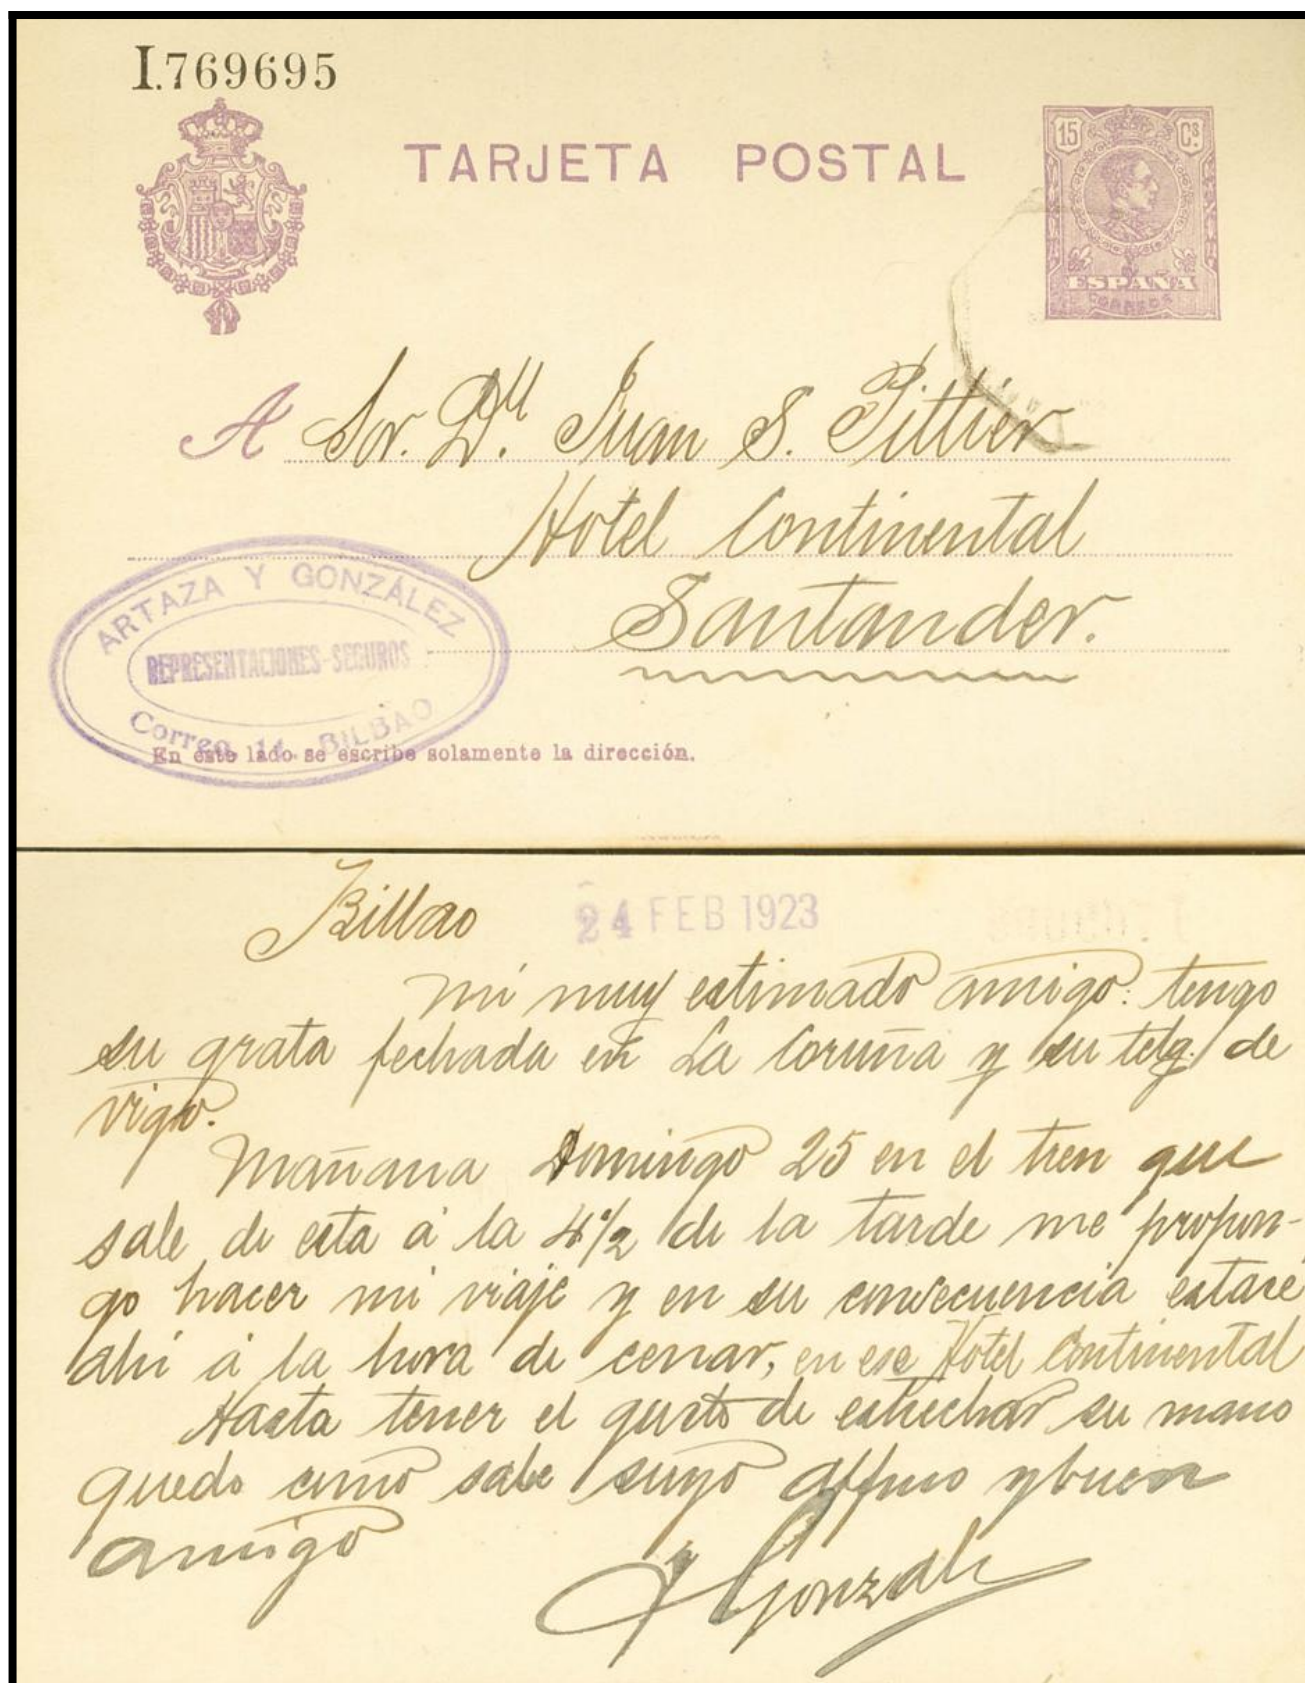 I.769695
TARJETA POSTAL
15 Cs.
ESPAÑA
CORREOS
A Sor. Dn. Juan S. Pittier
Hotel Continental
Santander.
ARTAZA Y GONZÁLEZ
REPRESENTACIONES-SEGUROS
Correo, 11. BILBAO
En este lado se escribe solamente la dirección.
Bilbao 24 FEB 1923
Mi muy estimado amigo: tengo
su grata fechada en La Coruña y su telg. de
Vigo.
Mañana Domingo 25 en el tren que
sale de esta á la 4 1/2 de la tarde me propon-
go hacer mi viaje y en su consecuencia estaré
ahi á la hora de cenar, en ese Hotel Continental
Hasta tener el gusto de estrechar su mano
quedo como sabe suyo affmo y buen
amigo
Gonzalez